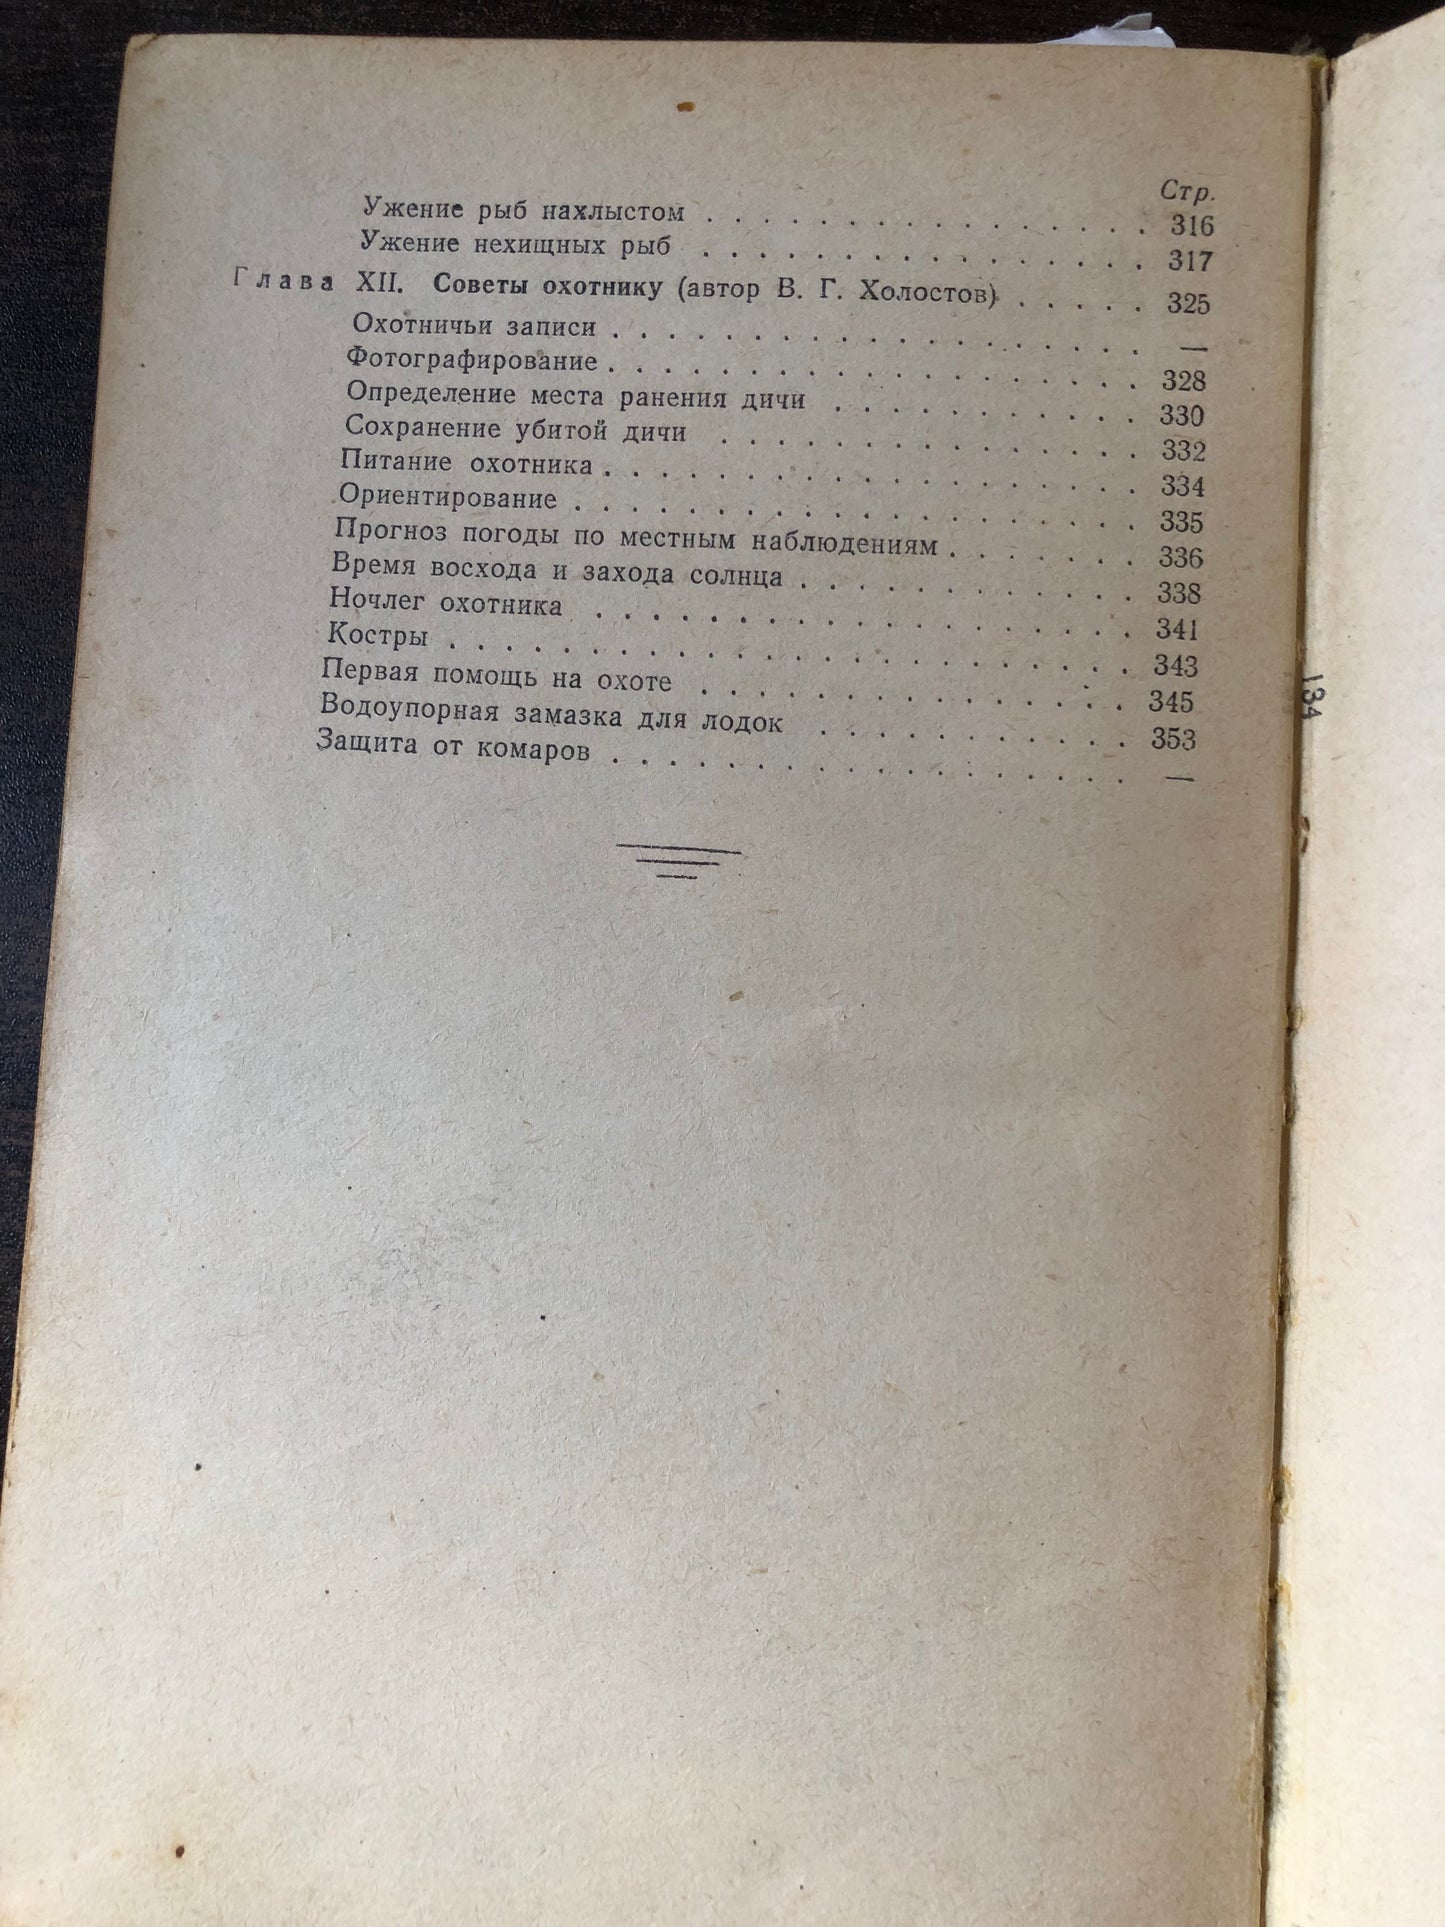 Стр.
Ужение рыб нахлыстом . . . . . . . . . . . . . . . . 316
Ужение нехищных рыб . . . . . . . . . . . . . . . . 317
Глава XII. Советы охотнику (автор В. Г. Холостов) . . . . . 325
Охотничьи записи . . . . . . . . . . . . . . . . . . . —
Фотографирование . . . . . . . . . . . . . . . . . . . 328
Определение места ранения дичи . . . . . . . . . . . 330
Сохранение убитой дичи . . . . . . . . . . . . . . . 332
Питание охотника . . . . . . . . . . . . . . . . . . . 334
Ориентирование . . . . . . . . . . . . . . . . . . . . 335
Прогноз погоды по местным наблюдениям . . . . . . . 336
Время восхода и захода солнца . . . . . . . . . . . . 338
Ночлег охотника . . . . . . . . . . . . . . . . . . . 341
Костры . . . . . . . . . . . . . . . . . . . . . . . . 343
Первая помощь на охоте . . . . . . . . . . . . . . . 345
Водоупорная замазка для лодок . . . . . . . . . . . 353
Защита от комаров . . . . . . . . . . . . . . . . . . —